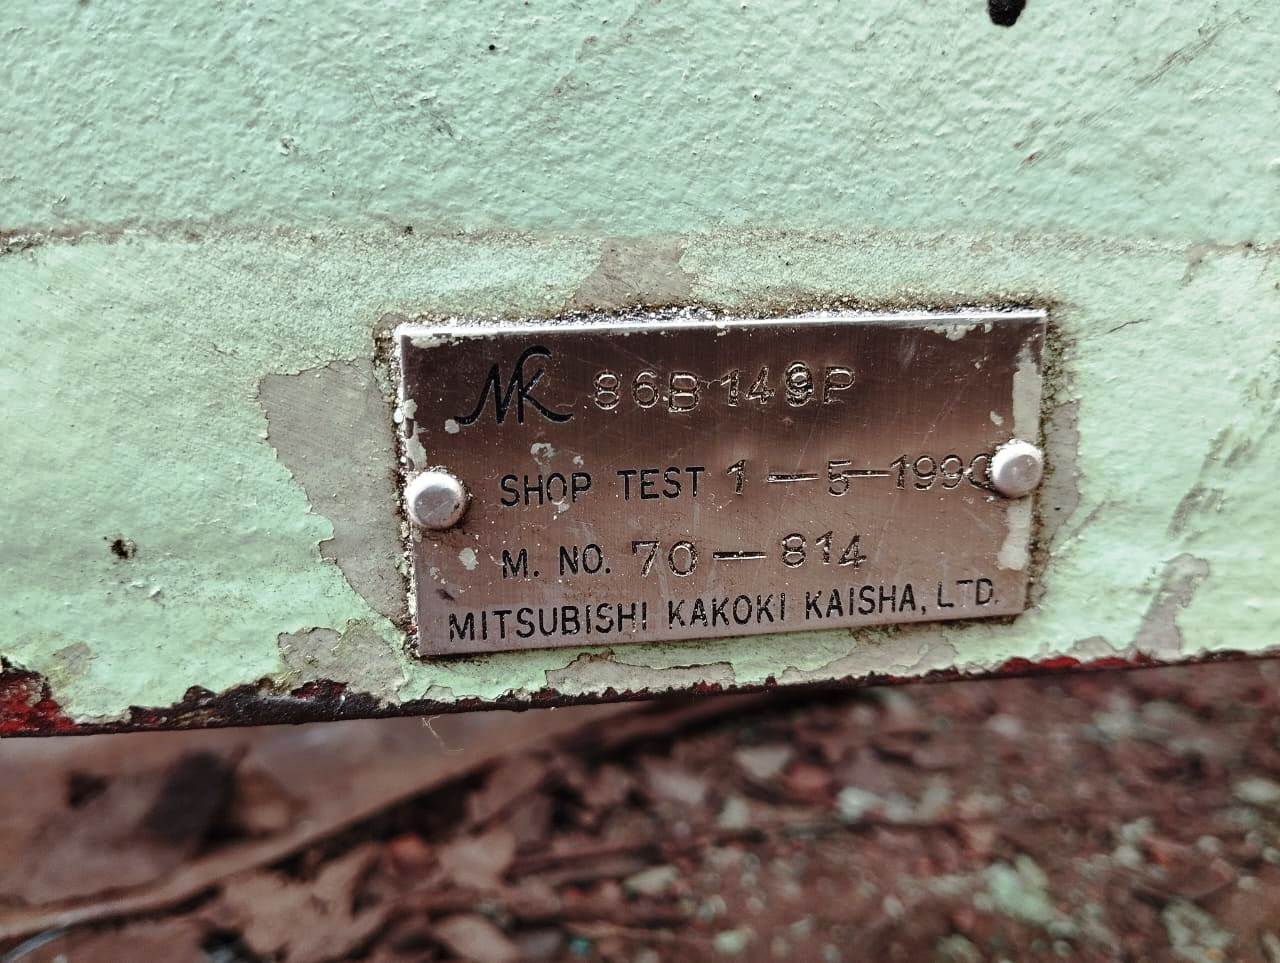 MK 86B-149P
SHOP TEST 1-5-1990
M. NO. 70-814
MITSUBISHI KAKOKI KAISHA, LTD.